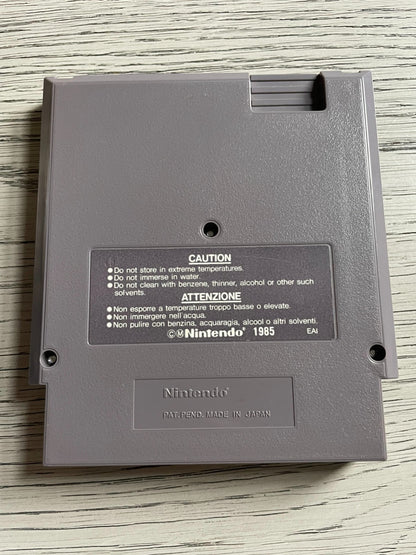 CAUTION
●Do not store in extreme temperatures.
●Do not immerse in water.
●Do not clean with benzene, thinner, alcohol or other such
solvents.
ATTENZIONE
●Non esporre a temperature troppo basse o elevate.
●Non immergere nell'acqua.
●Non pulire con benzina, acquaragia, alcool o altri solventi.
©ⓂNintendo® 1985 EAI
Nintendo®
PAT. PEND. MADE IN JAPAN